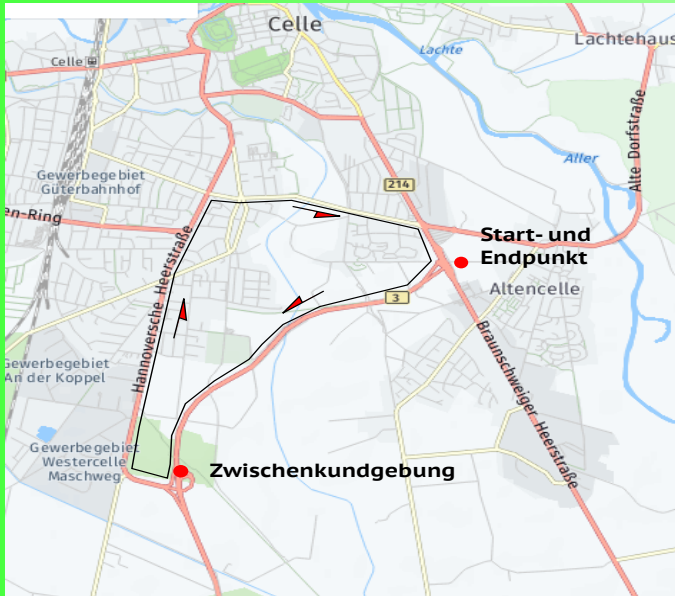 Celle
Lachtehaus
Lachte
Celle
Alte Dorfstraße
Aller
Gewerbegebiet
Güterbahnhof
214
en-Ring
Start- und
Endpunkt
Hannoversche Heerstraße
Altencelle
3
Braunschweiger Heerstraße
Gewerbegebiet
An der Koppel
Gewerbegebiet
Westercelle
Maschweg
Zwischenkundgebung